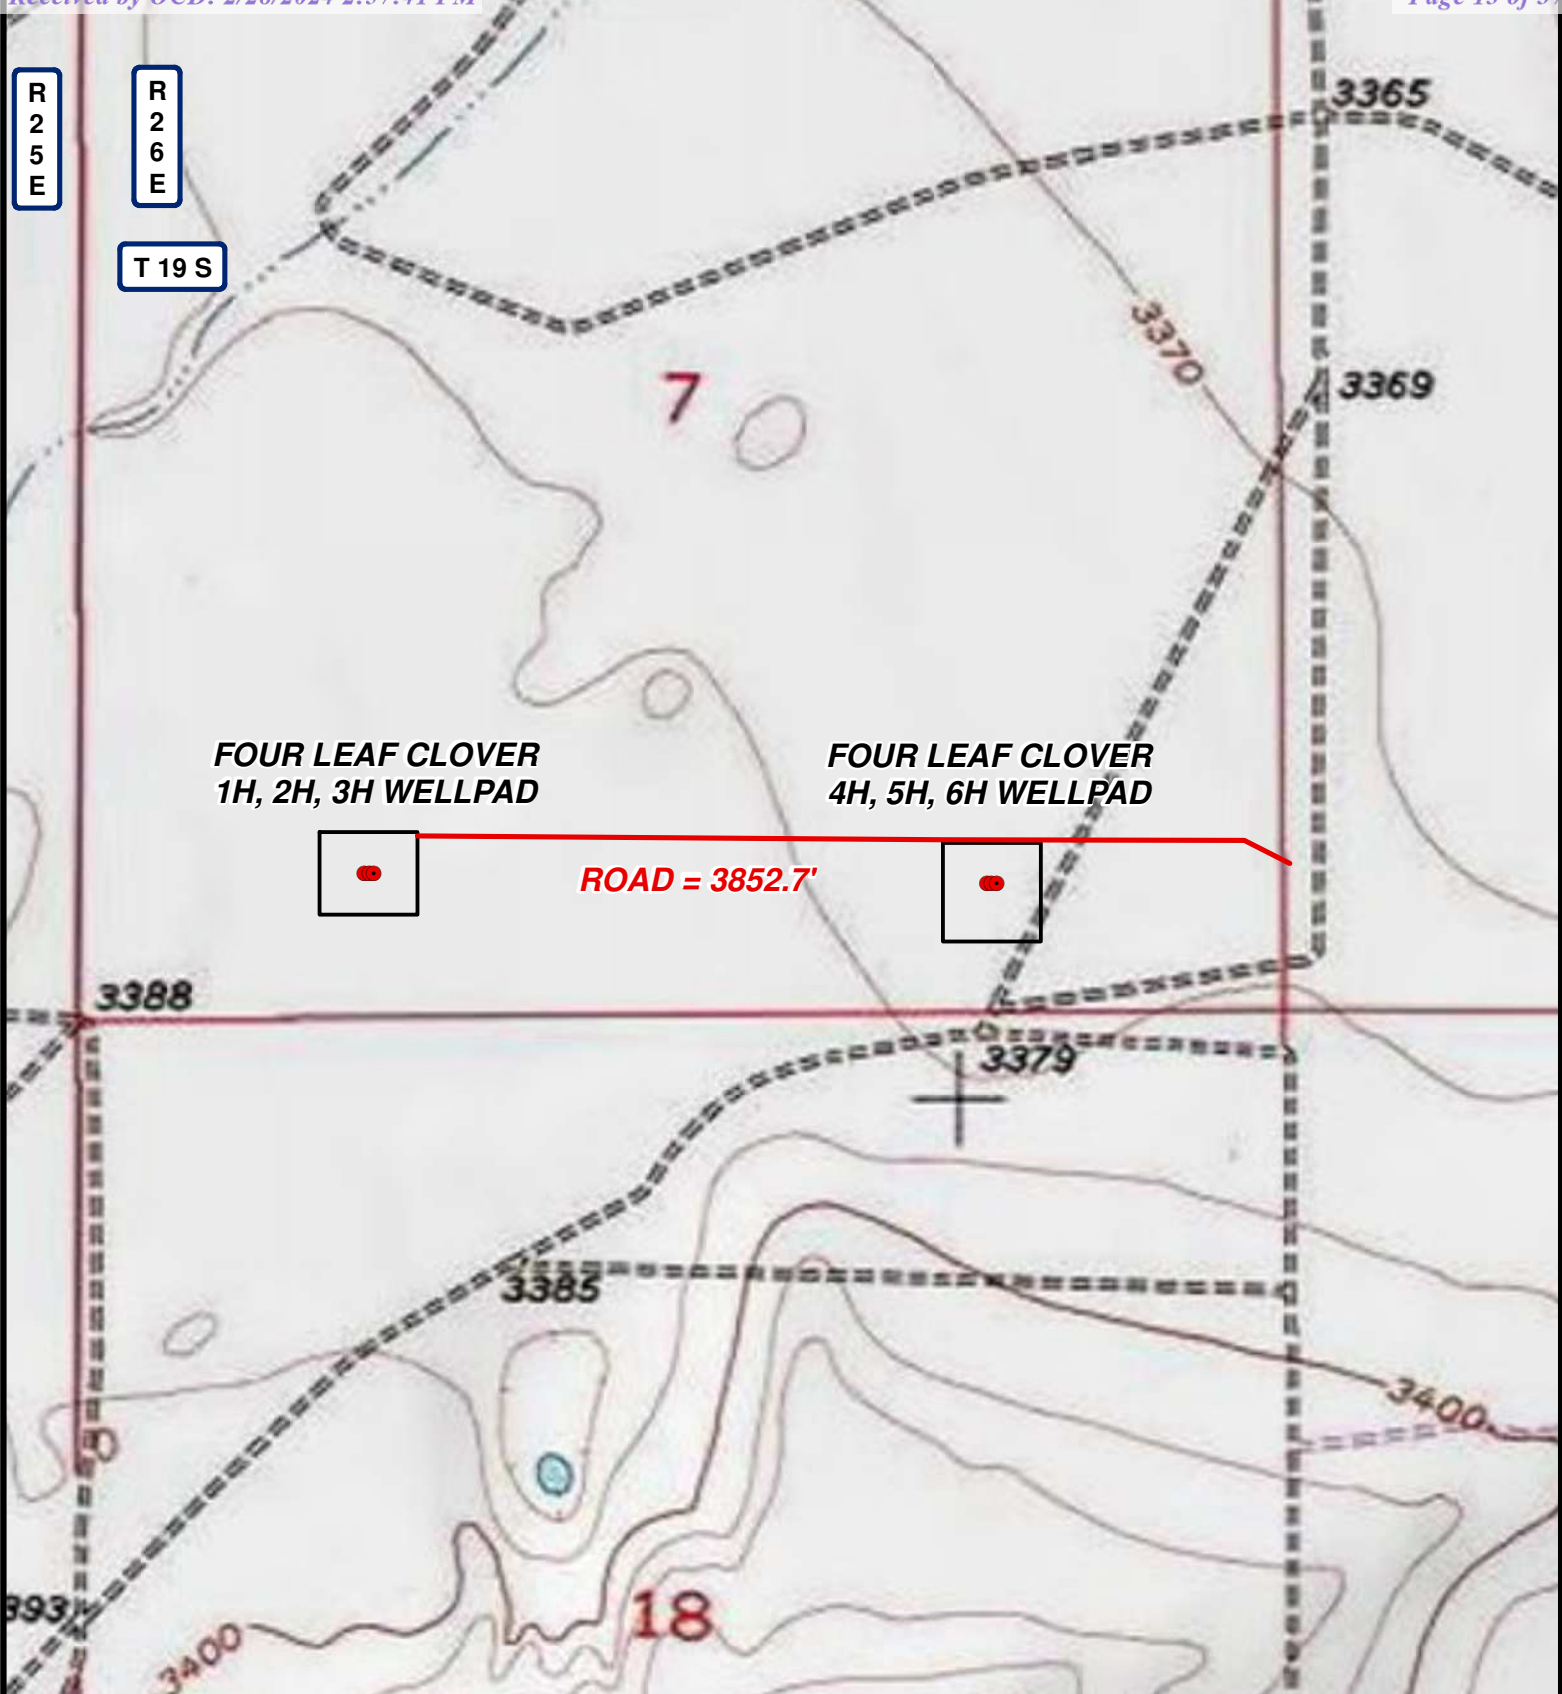 R
2
5
E
R
2
6
E
T 19 S
3365
3370
3369
7
FOUR LEAF CLOVER
1H, 2H, 3H WELLPAD
FOUR LEAF CLOVER
4H, 5H, 6H WELLPAD
ROAD = 3852.7'
3388
3379
3385
3400
18
3400